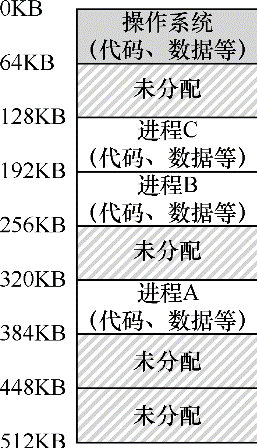 0KB
操作系统
(代码、数据等)
64KB
未分配
128KB
进程C
(代码、数据等)
192KB
进程B
(代码、数据等)
256KB
未分配
320KB
进程A
(代码、数据等)
384KB
未分配
448KB
未分配
512KB